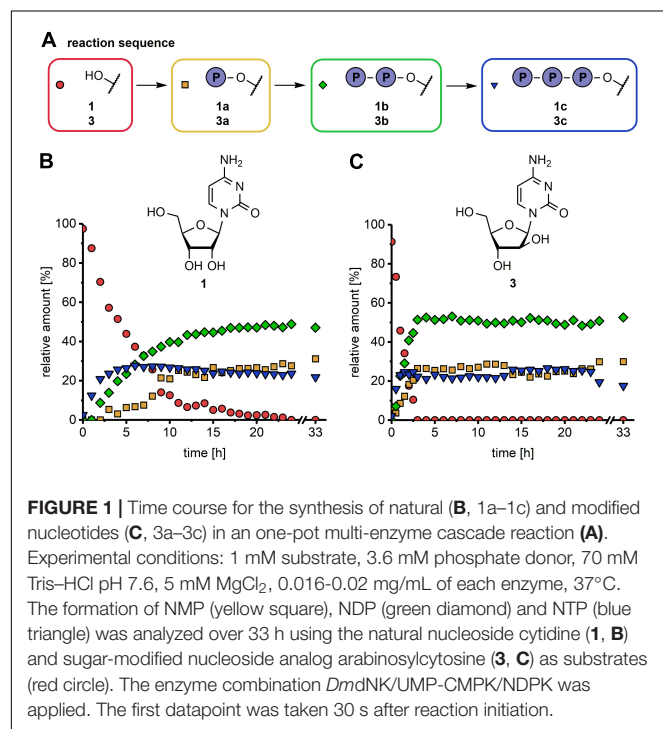 A reaction sequence
HO
P O
P P O
P P P O
1
3
1a
3a
1b
3b
1c
3c
B
C
NH₂
N
N
O
HO
O
OH
OH
1
NH₂
N
N
O
HO
O
OH
OH
3
relative amount [%]
100
80
60
40
20
0
0 5 10 15 20 33
time [h]
relative amount [%]
100
80
60
40
20
0
0 5 10 15 20 33
time [h]
FIGURE 1 | Time course for the synthesis of natural (B, 1a–1c) and modified
nucleotides (C, 3a–3c) in an one-pot multi-enzyme cascade reaction (A).
Experimental conditions: 1 mM substrate, 3.6 mM phosphate donor, 70 mM
Tris–HCl pH 7.6, 5 mM MgCl₂, 0.016-0.02 mg/mL of each enzyme, 37°C.
The formation of NMP (yellow square), NDP (green diamond) and NTP (blue
triangle) was analyzed over 33 h using the natural nucleoside cytidine (1, B)
and sugar-modified nucleoside analog arabinosylcytosine (3, C) as substrates
(red circle). The enzyme combination DmdNK/UMP-CMPK/NDPK was
applied. The first datapoint was taken 30 s after reaction initiation.